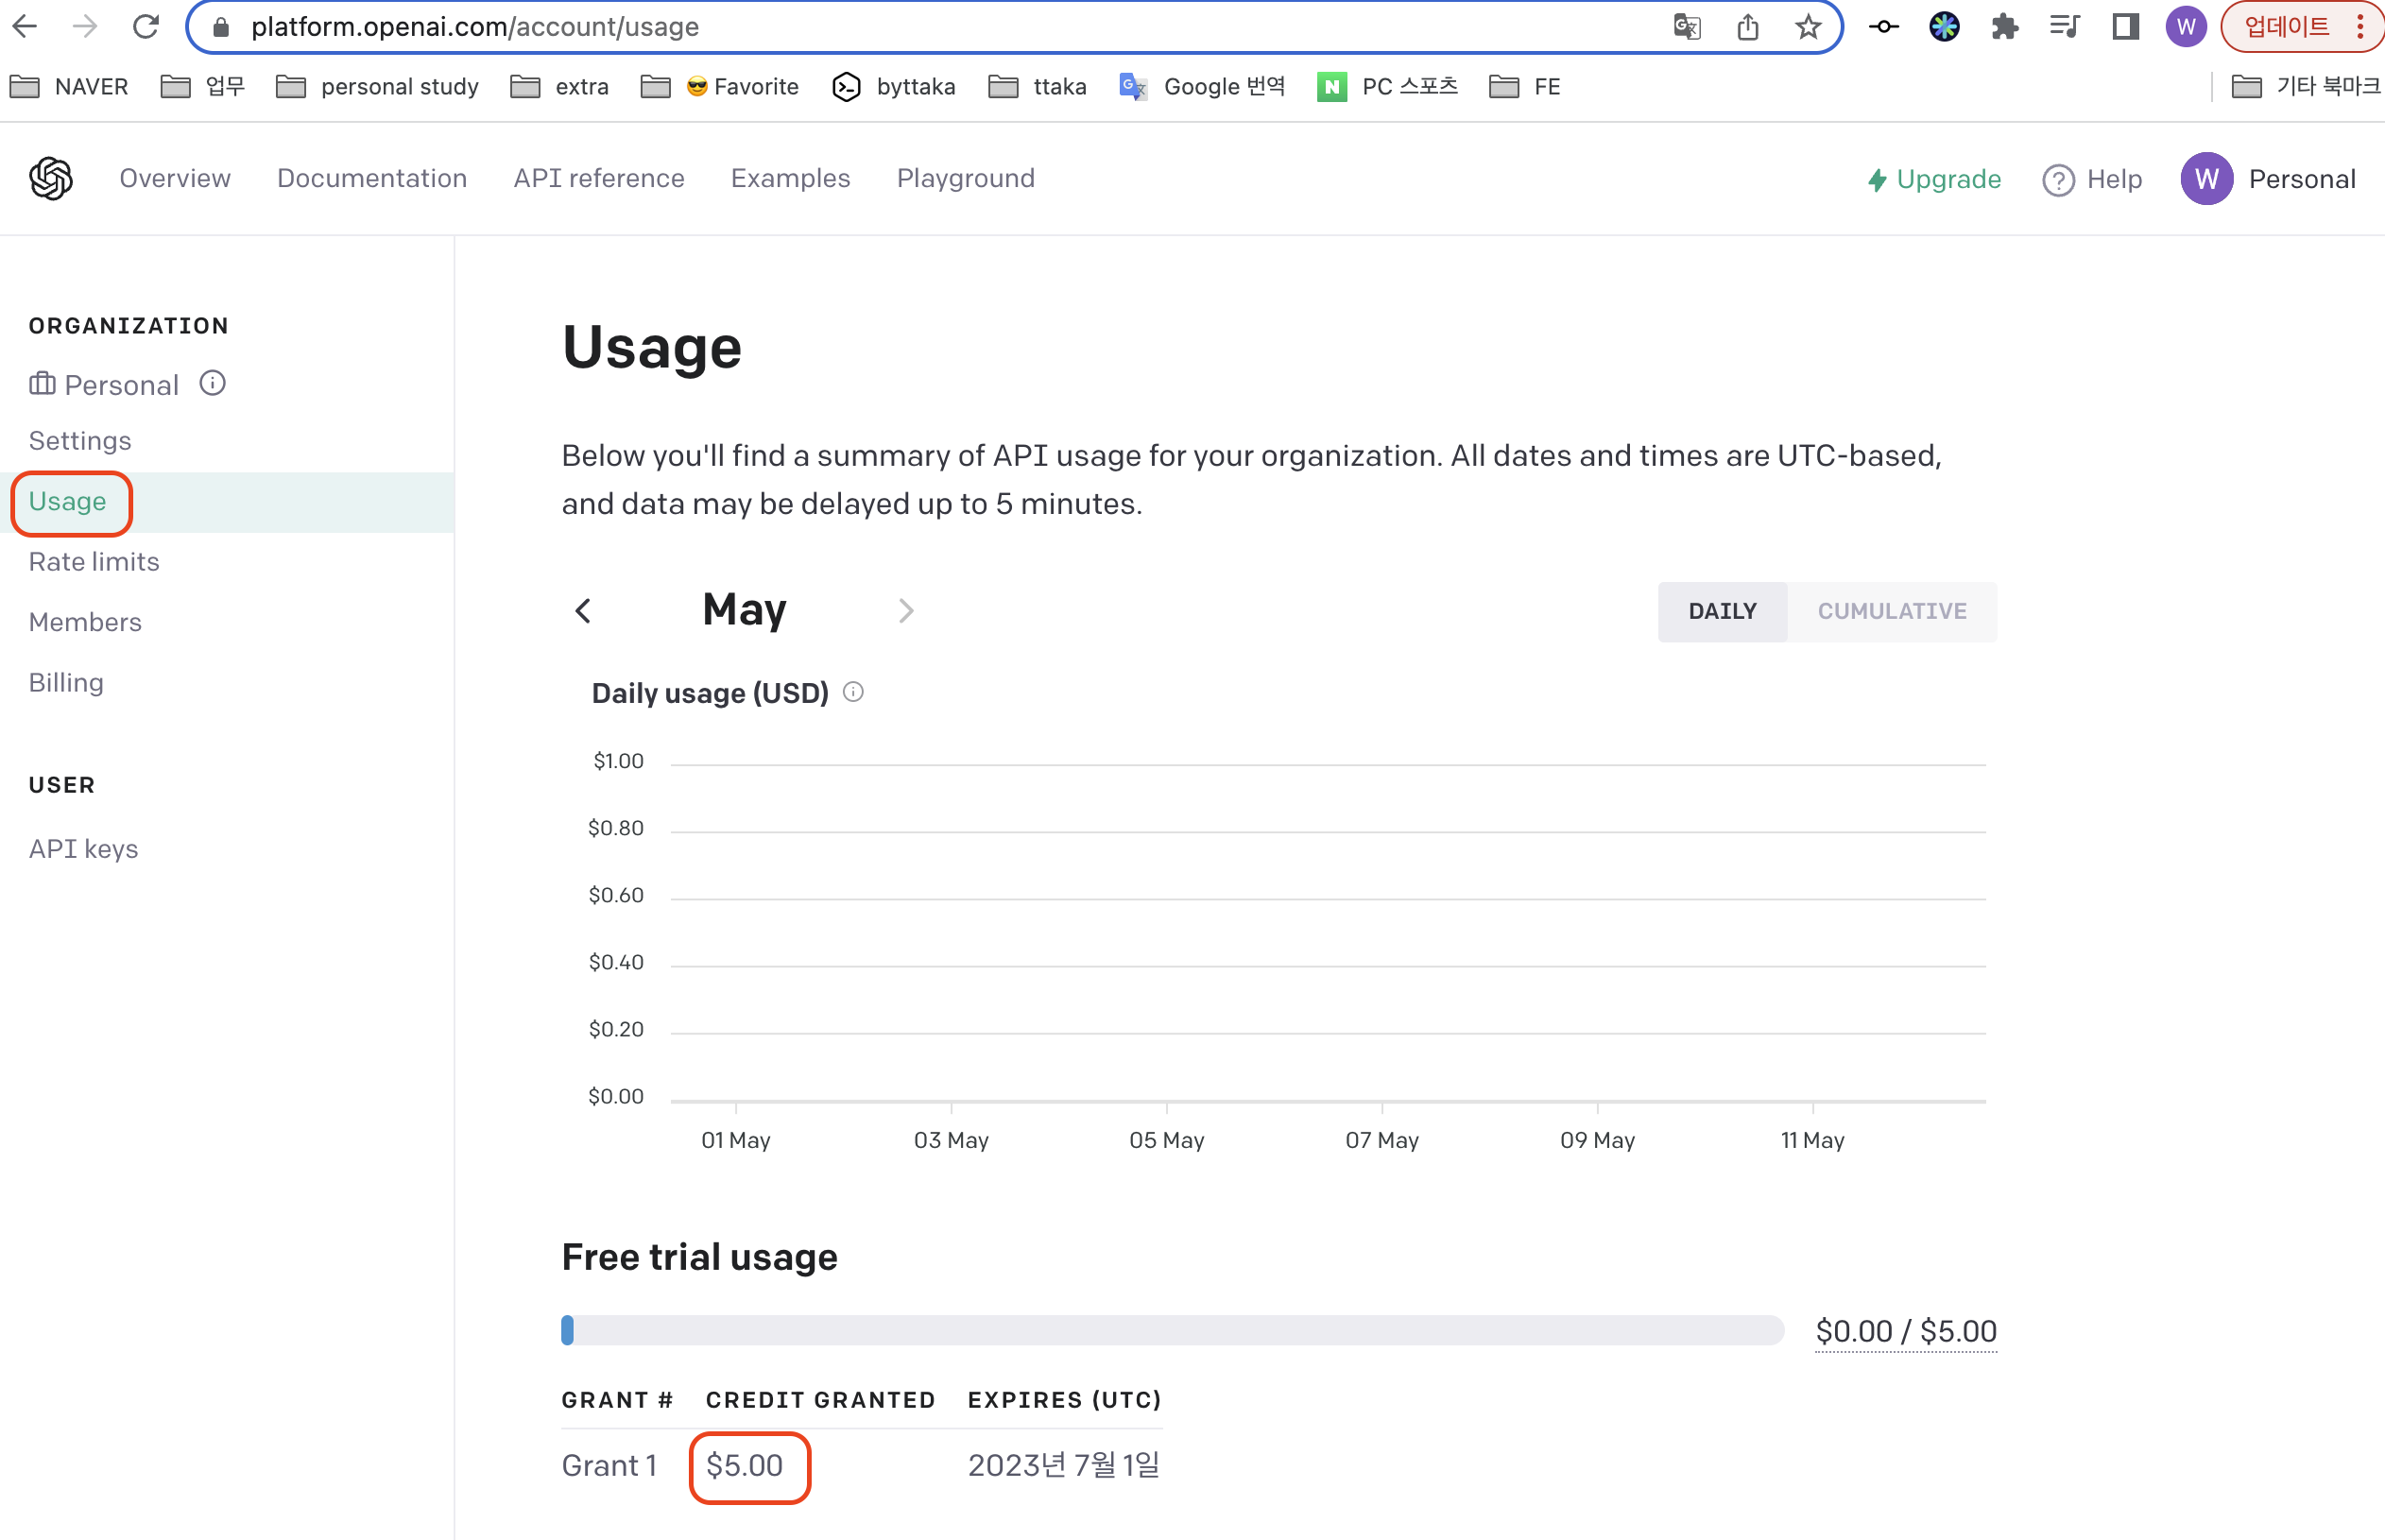 platform.openai.com/account/usage
W
업데이트
NAVER
업무
personal study
extra
😎 Favorite
byttaka
ttaka
Google 번역
N
PC 스포츠
FE
기타 북마크
Overview
Documentation
API reference
Examples
Playground
Upgrade
Help
W
Personal
ORGANIZATION
Personal
Settings
Usage
Rate limits
Members
Billing
USER
API keys
Usage
Below you'll find a summary of API usage for your organization. All dates and times are UTC-based,
and data may be delayed up to 5 minutes.
May
DAILY
CUMULATIVE
Daily usage (USD)
$1.00
$0.80
$0.60
$0.40
$0.20
$0.00
01 May
03 May
05 May
07 May
09 May
11 May
Free trial usage
$0.00 / $5.00
GRANT # CREDIT GRANTED EXPIRES (UTC)
Grant 1 $5.00 2023년 7월 1일